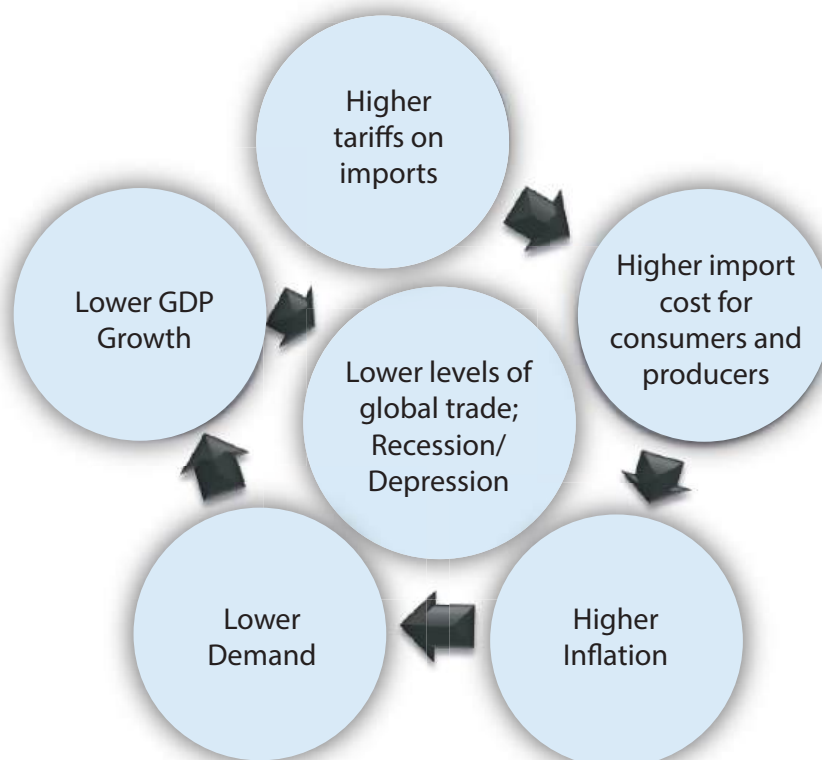 Higher
tariffs on
imports
Higher import
cost for
consumers and
producers
Higher
Inflation
Lower
Demand
Lower GDP
Growth
Lower levels of
global trade;
Recession/
Depression